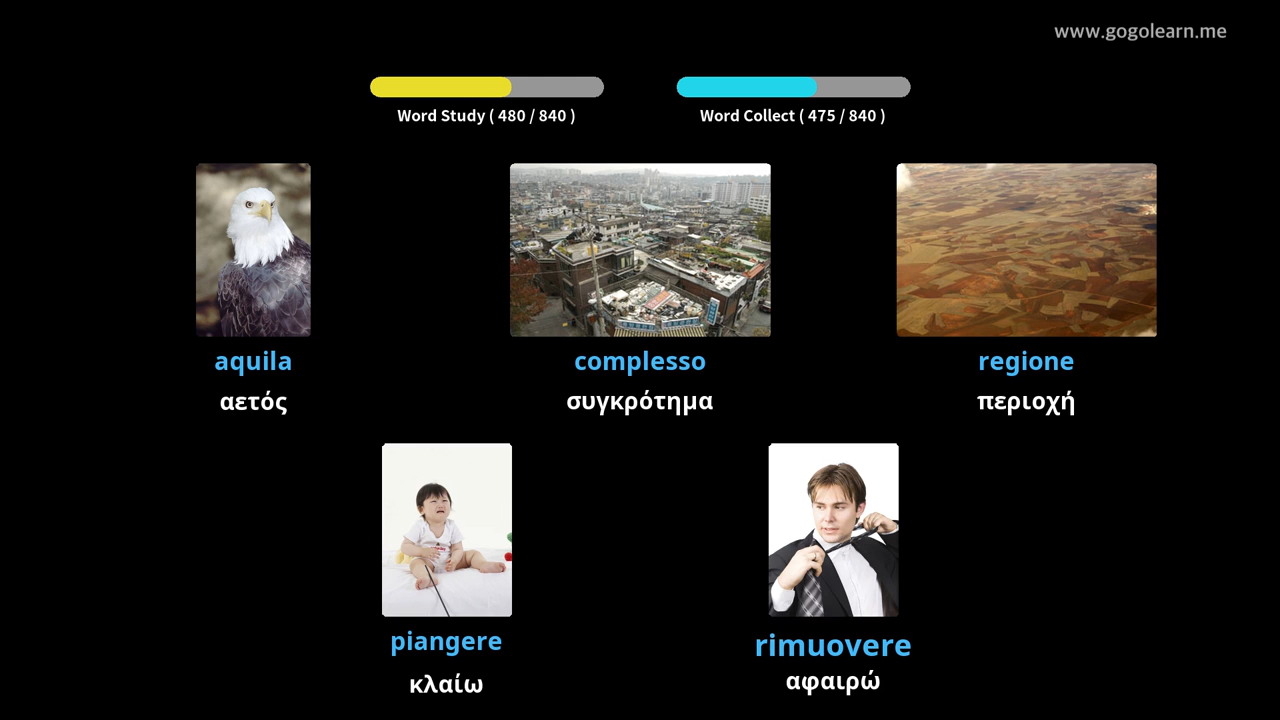 www.gogolearn.me
Word Study ( 480 / 840 )
Word Collect ( 475 / 840 )
aquila
αετός
complesso
συγκρότημα
regione
περιοχή
piangere
κλαίω
rimuovere
αφαιρώ